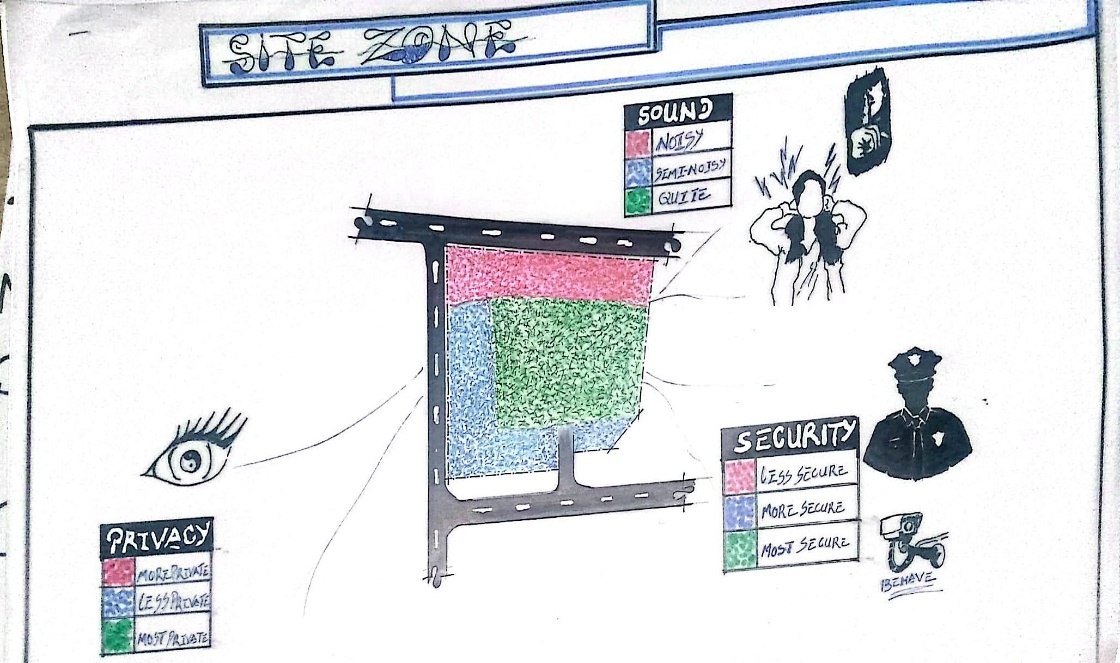 SITE ZONE
SOUND
NOISY
SEMI-NOISY
QUITE
SECURITY
LESS SECURE
MORE SECURE
MOST SECURE
BEHAVE
PRIVACY
MORE PRIVATE
LESS PRIVATE
MOST PRIVATE